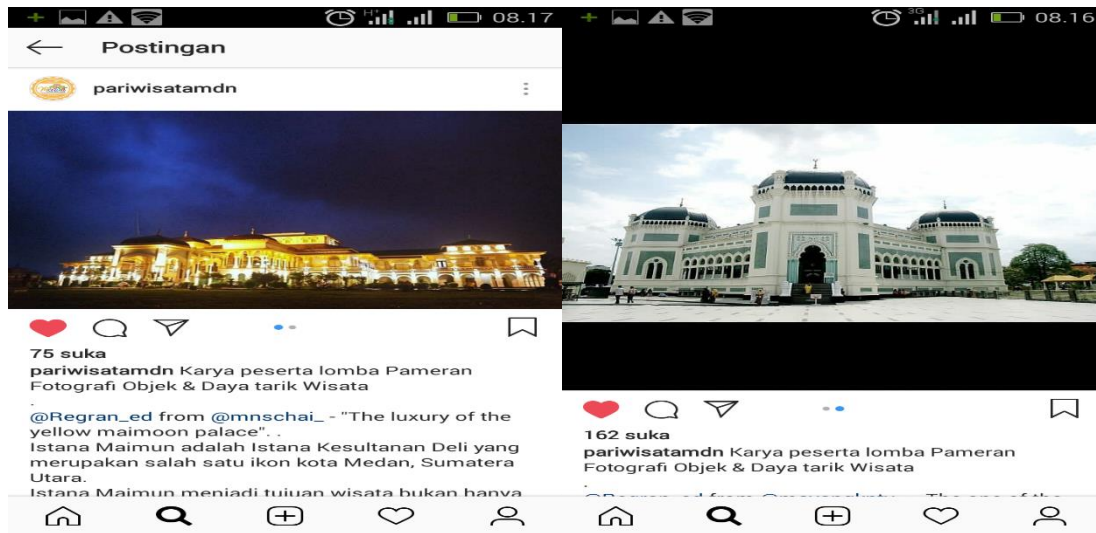 H+ 08.17
Postingan
pariwisatamdn
75 suka
pariwisatamdn Karya peserta lomba Pameran
Fotografi Objek & Daya tarik Wisata
.
@Regran_ed from @mnschai_ - "The luxury of the
yellow maimoon palace". .
Istana Maimun adalah Istana Kesultanan Deli yang
merupakan salah satu ikon kota Medan, Sumatera
Utara.
Istana Maimun menjadi tujuan wisata bukan hanya
3G 08.16
162 suka
pariwisatamdn Karya peserta lomba Pameran
Fotografi Objek & Daya tarik Wisata
.